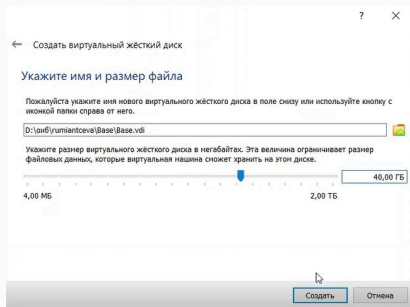 ?
Создать виртуальный жёсткий диск
Укажите имя и размер файла
Пожалуйста укажите имя нового виртуального жёсткого диска в поле снизу или используйте кнопку с
иконкой папки справа от него.
D:\оиб\rumiantceva\Base\Base.vdi
Укажите размер виртуального жёсткого диска в мегабайтах. Эта величина ограничивает размер
файловых данных, которые виртуальная машина сможет хранить на этом диске.
40,00 ГБ
4,00 МБ 2,00 ТБ
Создать Отмена